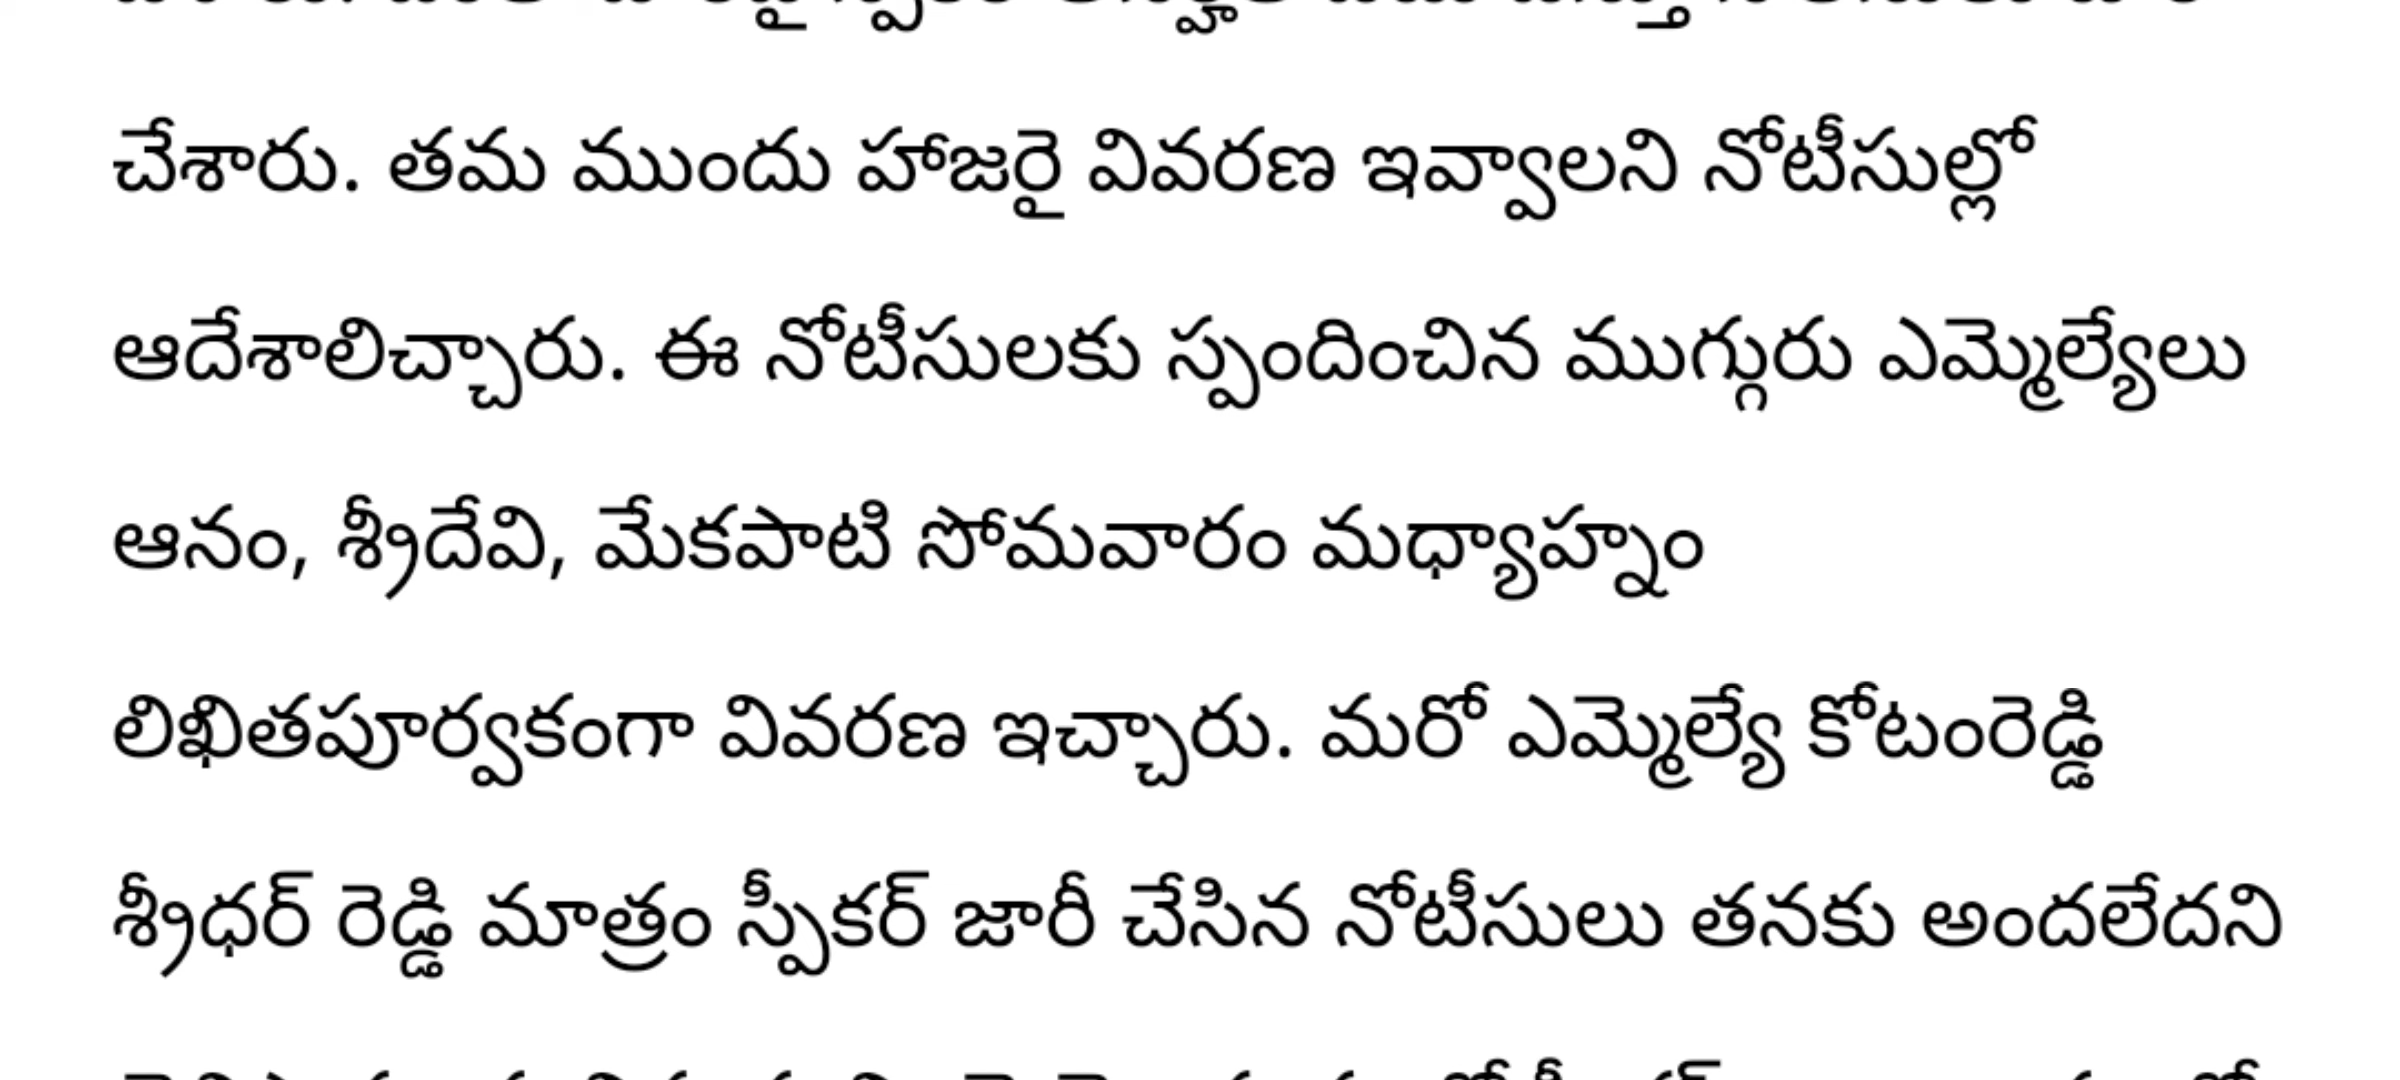 చేశారు. తమ ముందు హాజరై వివరణ ఇవ్వాలని నోటీసుల్లో
ఆదేశాలిచ్చారు. ఈ నోటీసులకు స్పందించిన ముగ్గురు ఎమ్మెల్యేలు
ఆనం, శ్రీదేవి, మేకపాటి సోమవారం మధ్యాహ్నం
లిఖితపూర్వకంగా వివరణ ఇచ్చారు. మరో ఎమ్మెల్యే కోటంరెడ్డి
శ్రీధర్ రెడ్డి మాత్రం స్పీకర్ జారీ చేసిన నోటీసులు తనకు అందలేదని